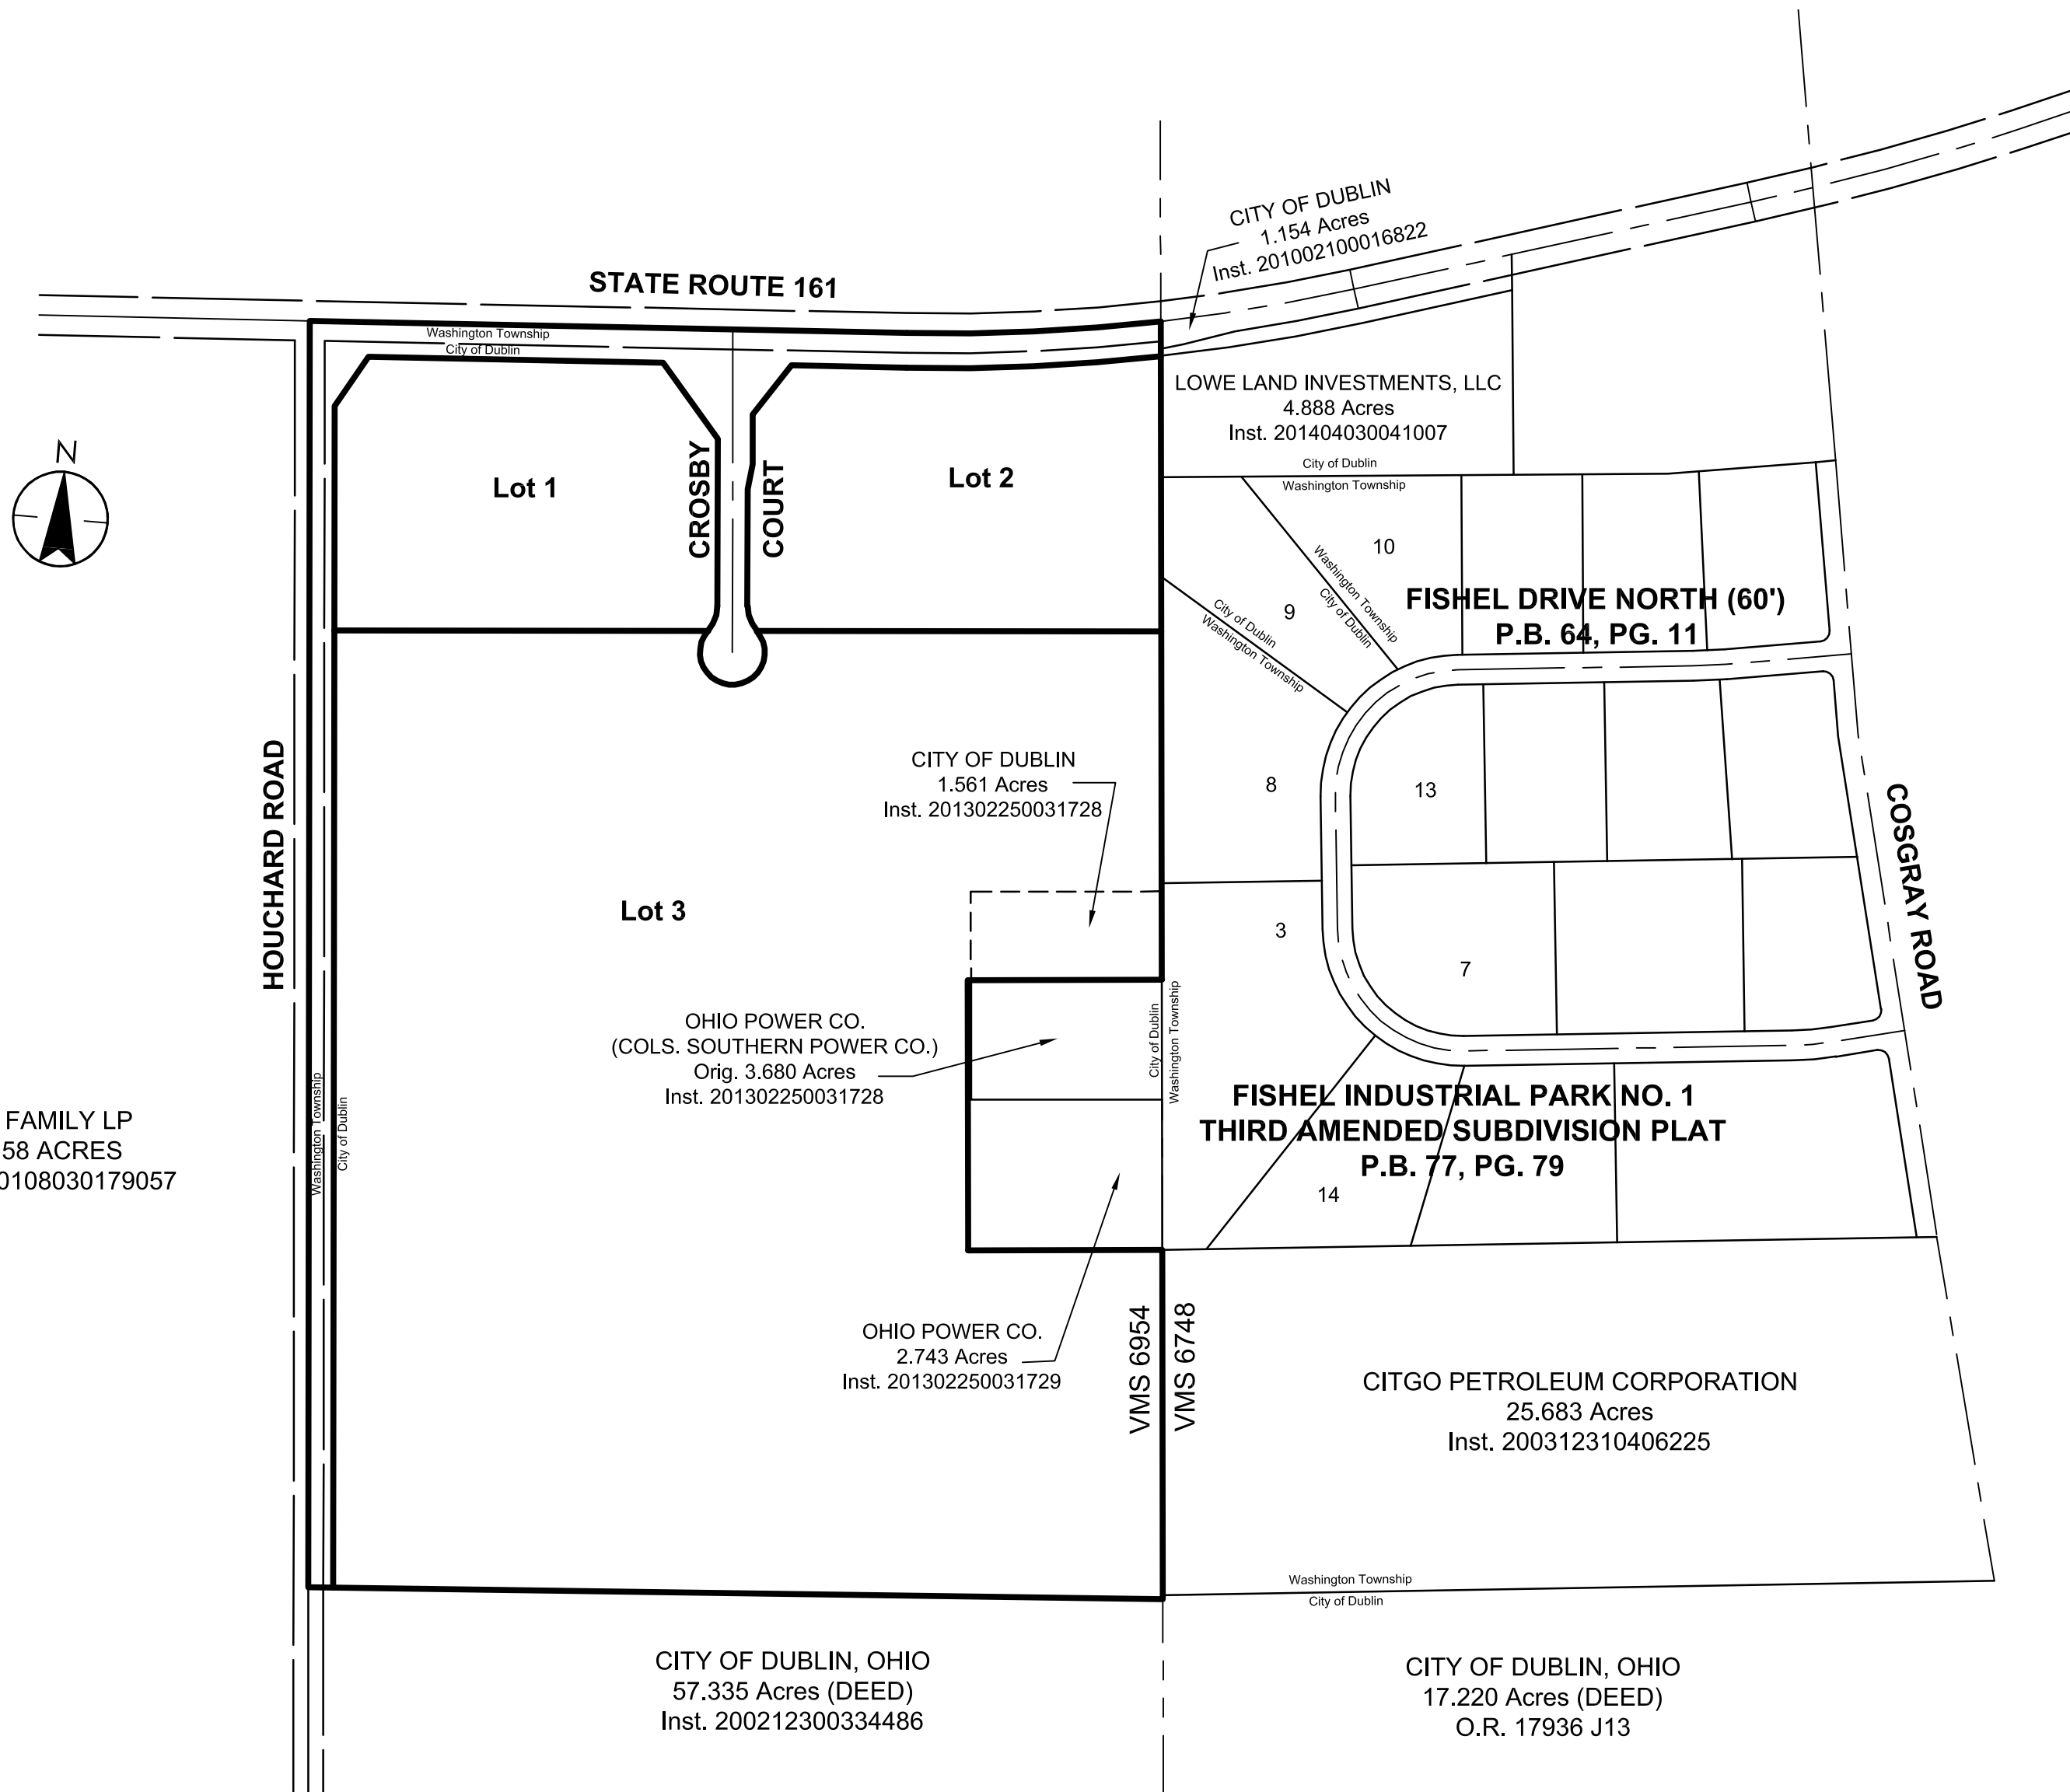 CITY OF DUBLIN
1.154 Acres
Inst. 201002100016822
STATE ROUTE 161
Washington Township
City of Dublin
LOWE LAND INVESTMENTS, LLC
4.888 Acres
Inst. 201404030041007
City of Dublin
Washington Township
N
Lot 1
CROSBY
COURT
Lot 2
10
Washington Township
City of Dublin
9
City of Dublin
Washington Township
FISHEL DRIVE NORTH (60')
P.B. 64, PG. 11
HOUCHARD ROAD
CITY OF DUBLIN
1.561 Acres
Inst. 201302250031728
8
13
COSGRAY ROAD
Lot 3
3
7
OHIO POWER CO.
(COLS. SOUTHERN POWER CO.)
Orig. 3.680 Acres
Inst. 201302250031728
City of Dublin
Washington Township
FISHEL INDUSTRIAL PARK NO. 1
THIRD AMENDED SUBDIVISION PLAT
P.B. 77, PG. 79
14
FAMILY LP
58 ACRES
0108030179057
Washington Township
City of Dublin
OHIO POWER CO.
2.743 Acres
Inst. 201302250031729
VMS 6954
VMS 6748
CITGO PETROLEUM CORPORATION
25.683 Acres
Inst. 200312310406225
Washington Township
City of Dublin
CITY OF DUBLIN, OHIO
57.335 Acres (DEED)
Inst. 200212300334486
CITY OF DUBLIN, OHIO
17.220 Acres (DEED)
O.R. 17936 J13